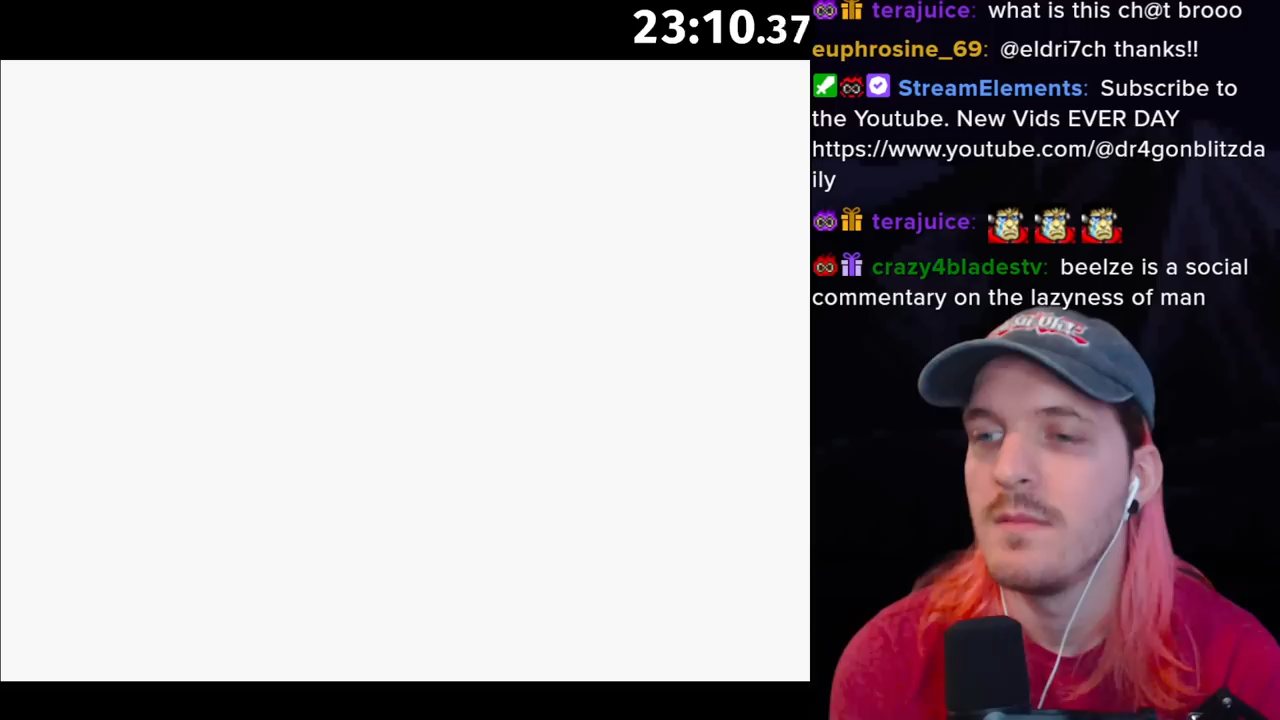 23:10.37
terajuice: what is this ch@t brooo
euphrosine_69: @eldri7ch thanks!!
StreamElements: Subscribe to
the Youtube. New Vids EVER DAY
https://www.youtube.com/@dr4gonblitzda
ily
terajuice:
crazy4bladestv: beelze is a social
commentary on the lazyness of man